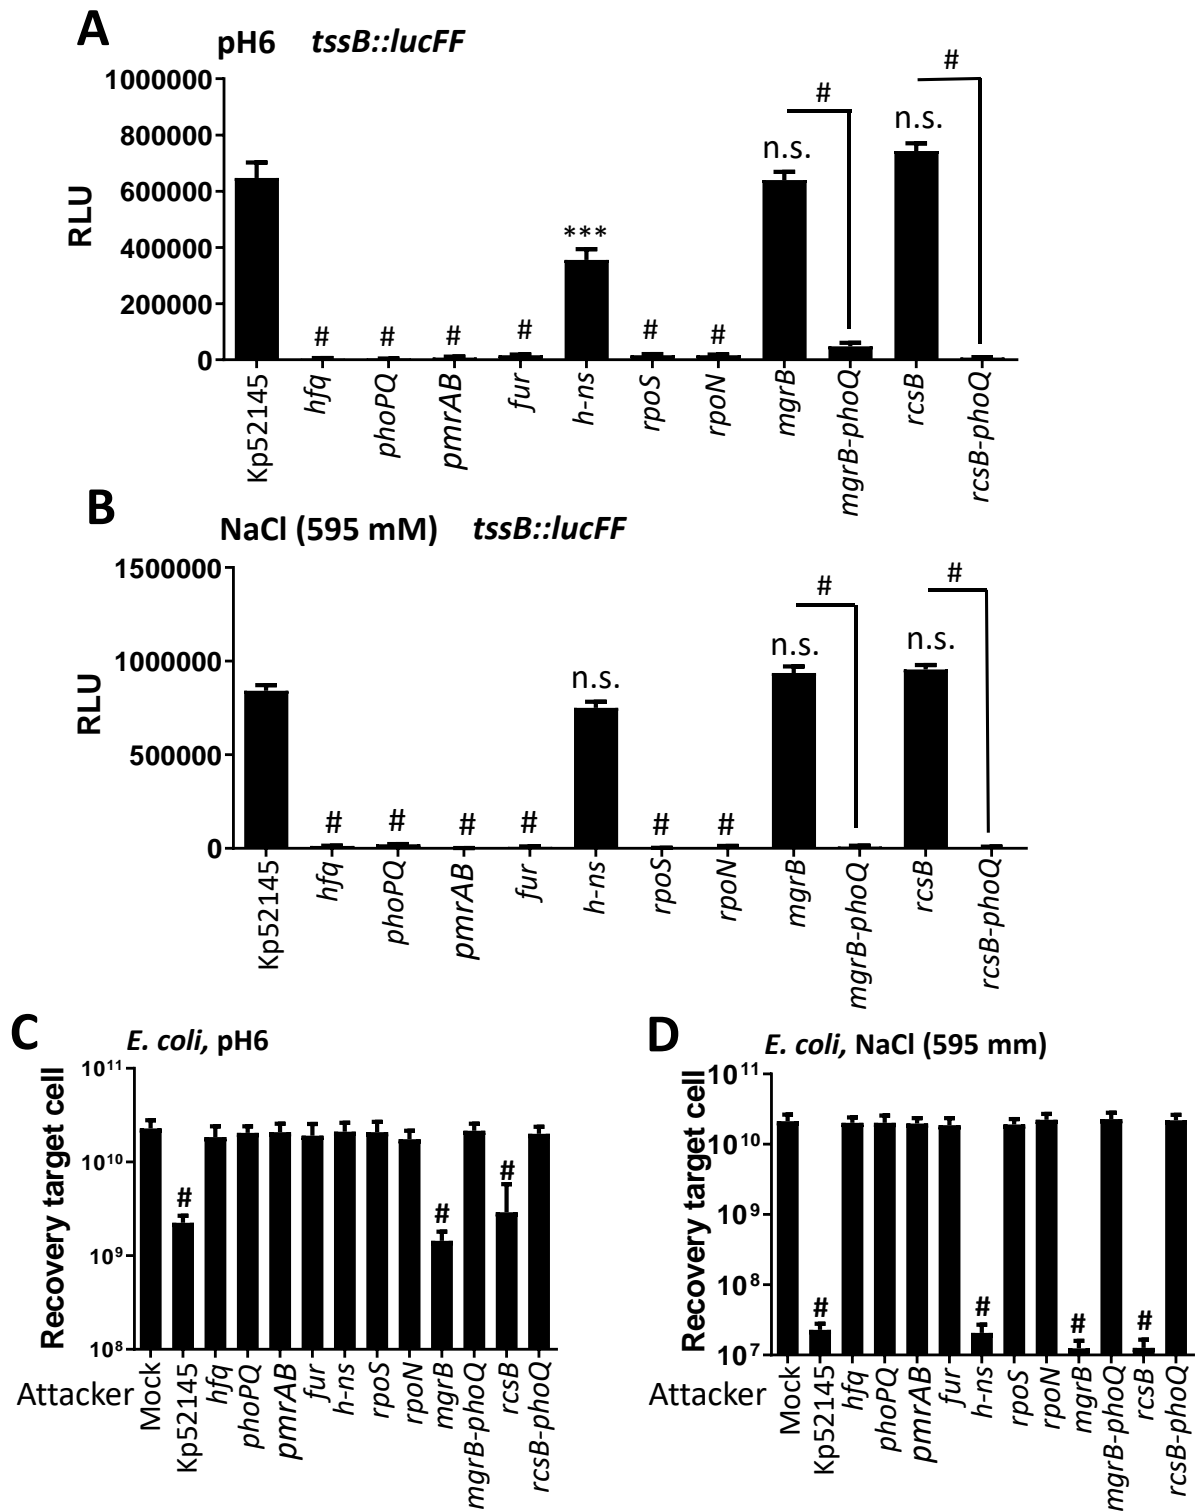 A
pH6 tssB::lucFF
RLU
1000000
800000
600000
400000
200000
0
# # # # *** # # n.s. # n.s. #
Kp52145 hfq phoPQ pmrAB fur h-ns rpoS rpoN mgrB mgrB-phoQ rcsB rcsB-phoQ
B
NaCl (595 mM) tssB::lucFF
RLU
1500000
1000000
500000
0
# # # # n.s. # # n.s. # n.s. #
Kp52145 hfq phoPQ pmrAB fur h-ns rpoS rpoN mgrB mgrB-phoQ rcsB rcsB-phoQ
C
E. coli, pH6
Recovery target cell
10¹¹
10¹⁰
10⁹
10⁸
# # #
Attacker Mock Kp52145 hfq phoPQ pmrAB fur h-ns rpoS rpoN mgrB mgrB-phoQ rcsB rcsB-phoQ
D
E. coli, NaCl (595 mm)
Recovery target cell
10¹¹
10¹⁰
10⁹
10⁸
10⁷
# # # #
Attacker Mock Kp52145 hfq phoPQ pmrAB fur h-ns rpoS rpoN mgrB mgrB-phoQ rcsB rcsB-phoQ